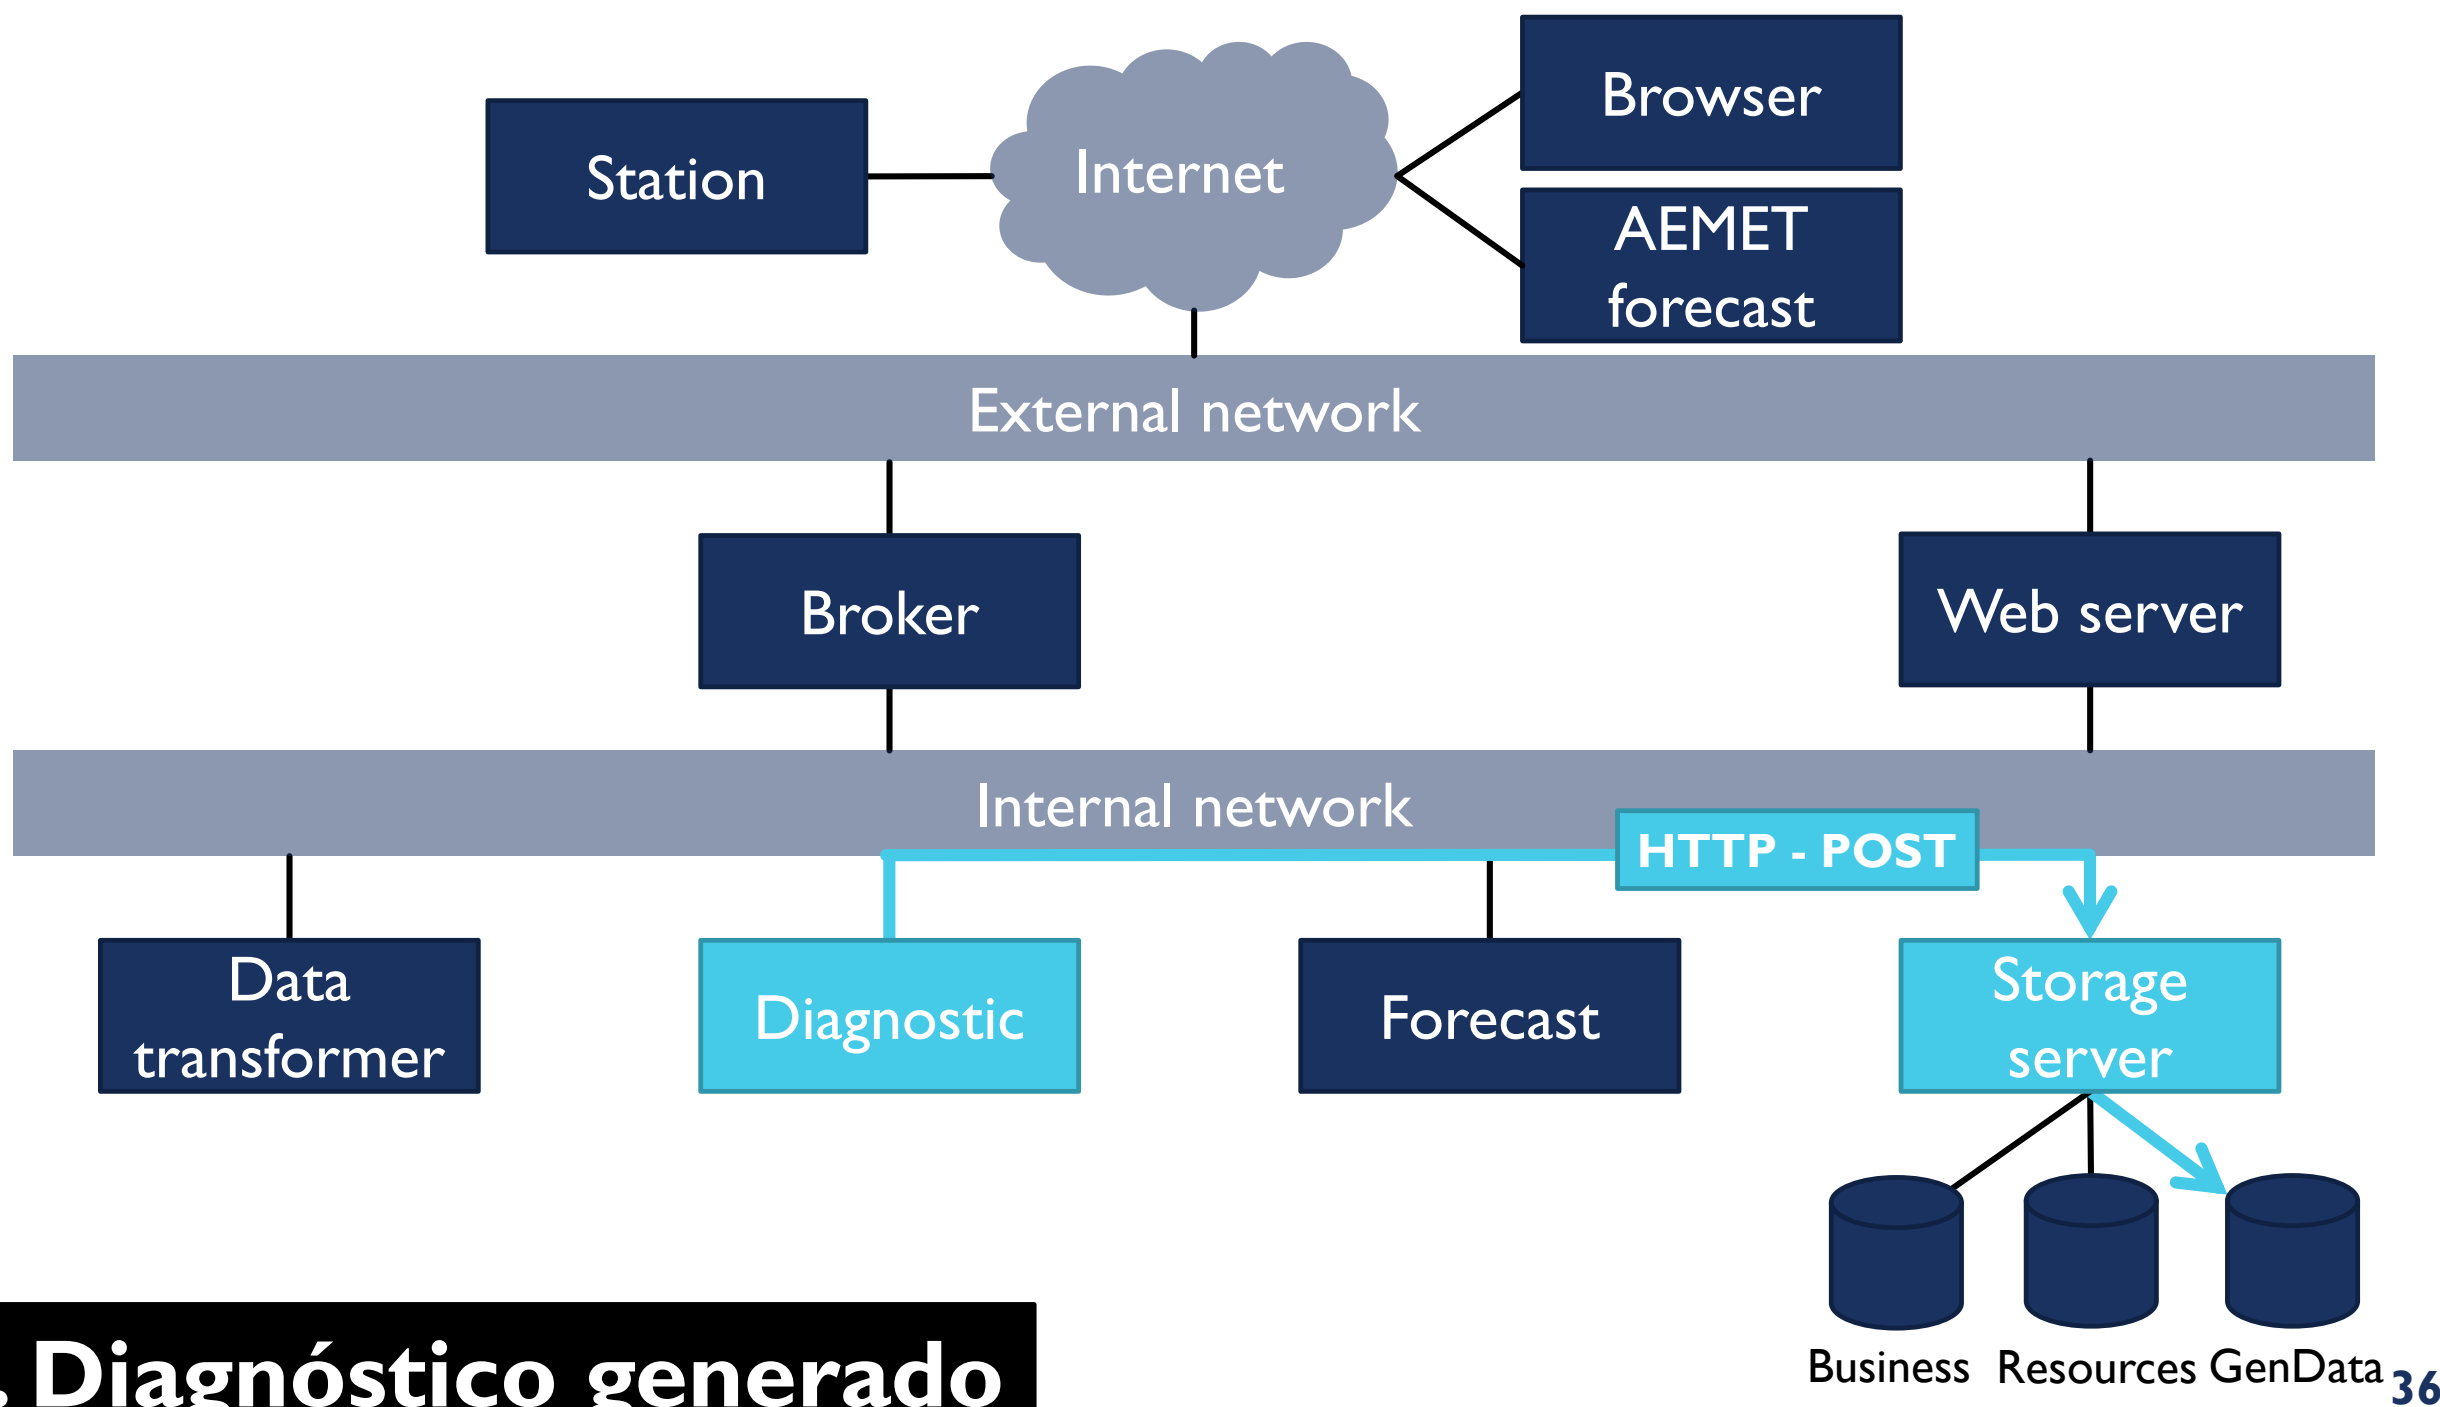 Browser
Station
Internet
AEMET
forecast
External network
Broker
Web server
Internal network
HTTP - POST
Data
transformer
Diagnostic
Forecast
Storage
server
Business
Resources
GenData
. Diagnóstico generado
36